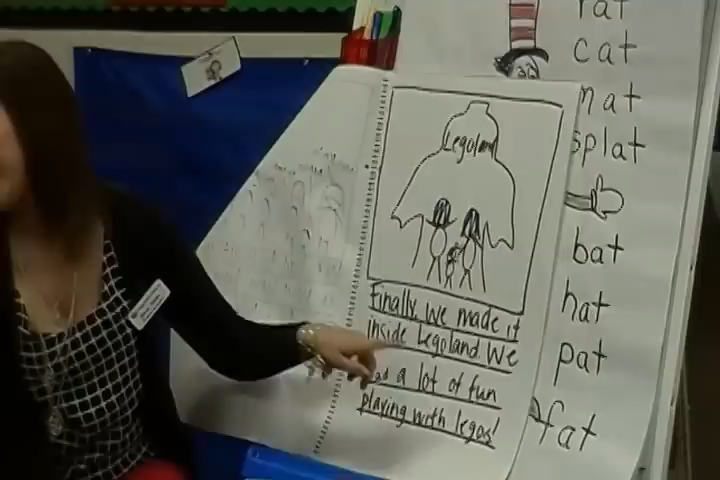 Legoland
Finally, we made it
inside Legoland. We
had a lot of fun
playing with legos!
rat
cat
mat
splat
bat
hat
pat
fat